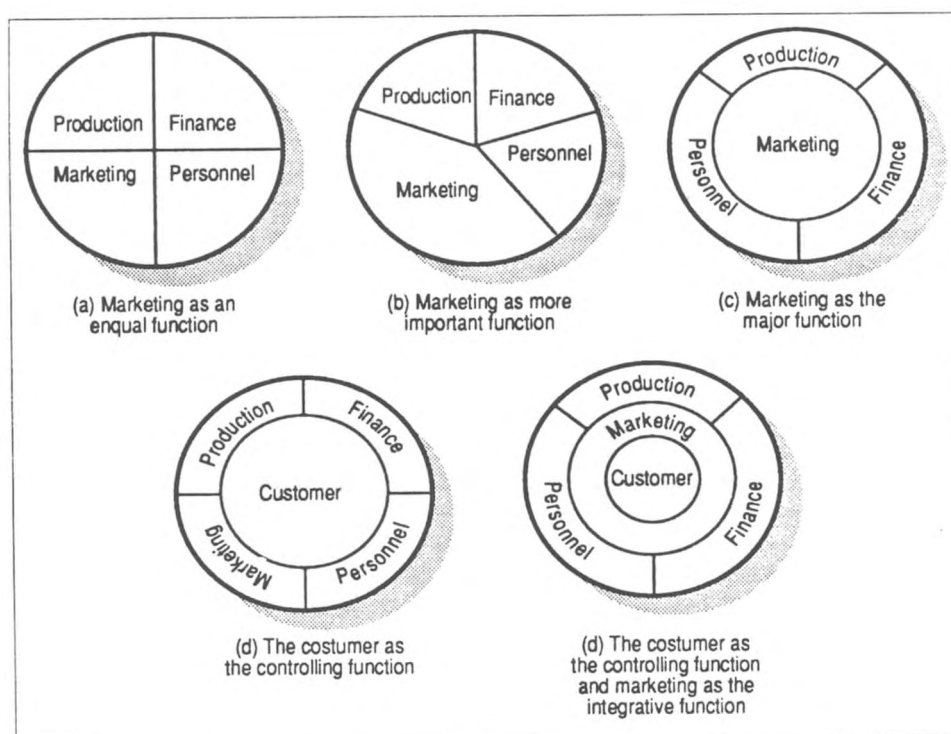 Production Finance
Marketing Personnel
(a) Marketing as an
enqual function
Production Finance
Personnel
Marketing
(b) Marketing as more
important function
Production
Personnel
Marketing
Finance
(c) Marketing as the
major function
Production
Finance
Customer
Marketing
Personnel
(d) The costumer as
the controlling function
Production
Marketing
Customer
Personnel
Finance
(d) The costumer as
the controlling function
and marketing as the
integrative function